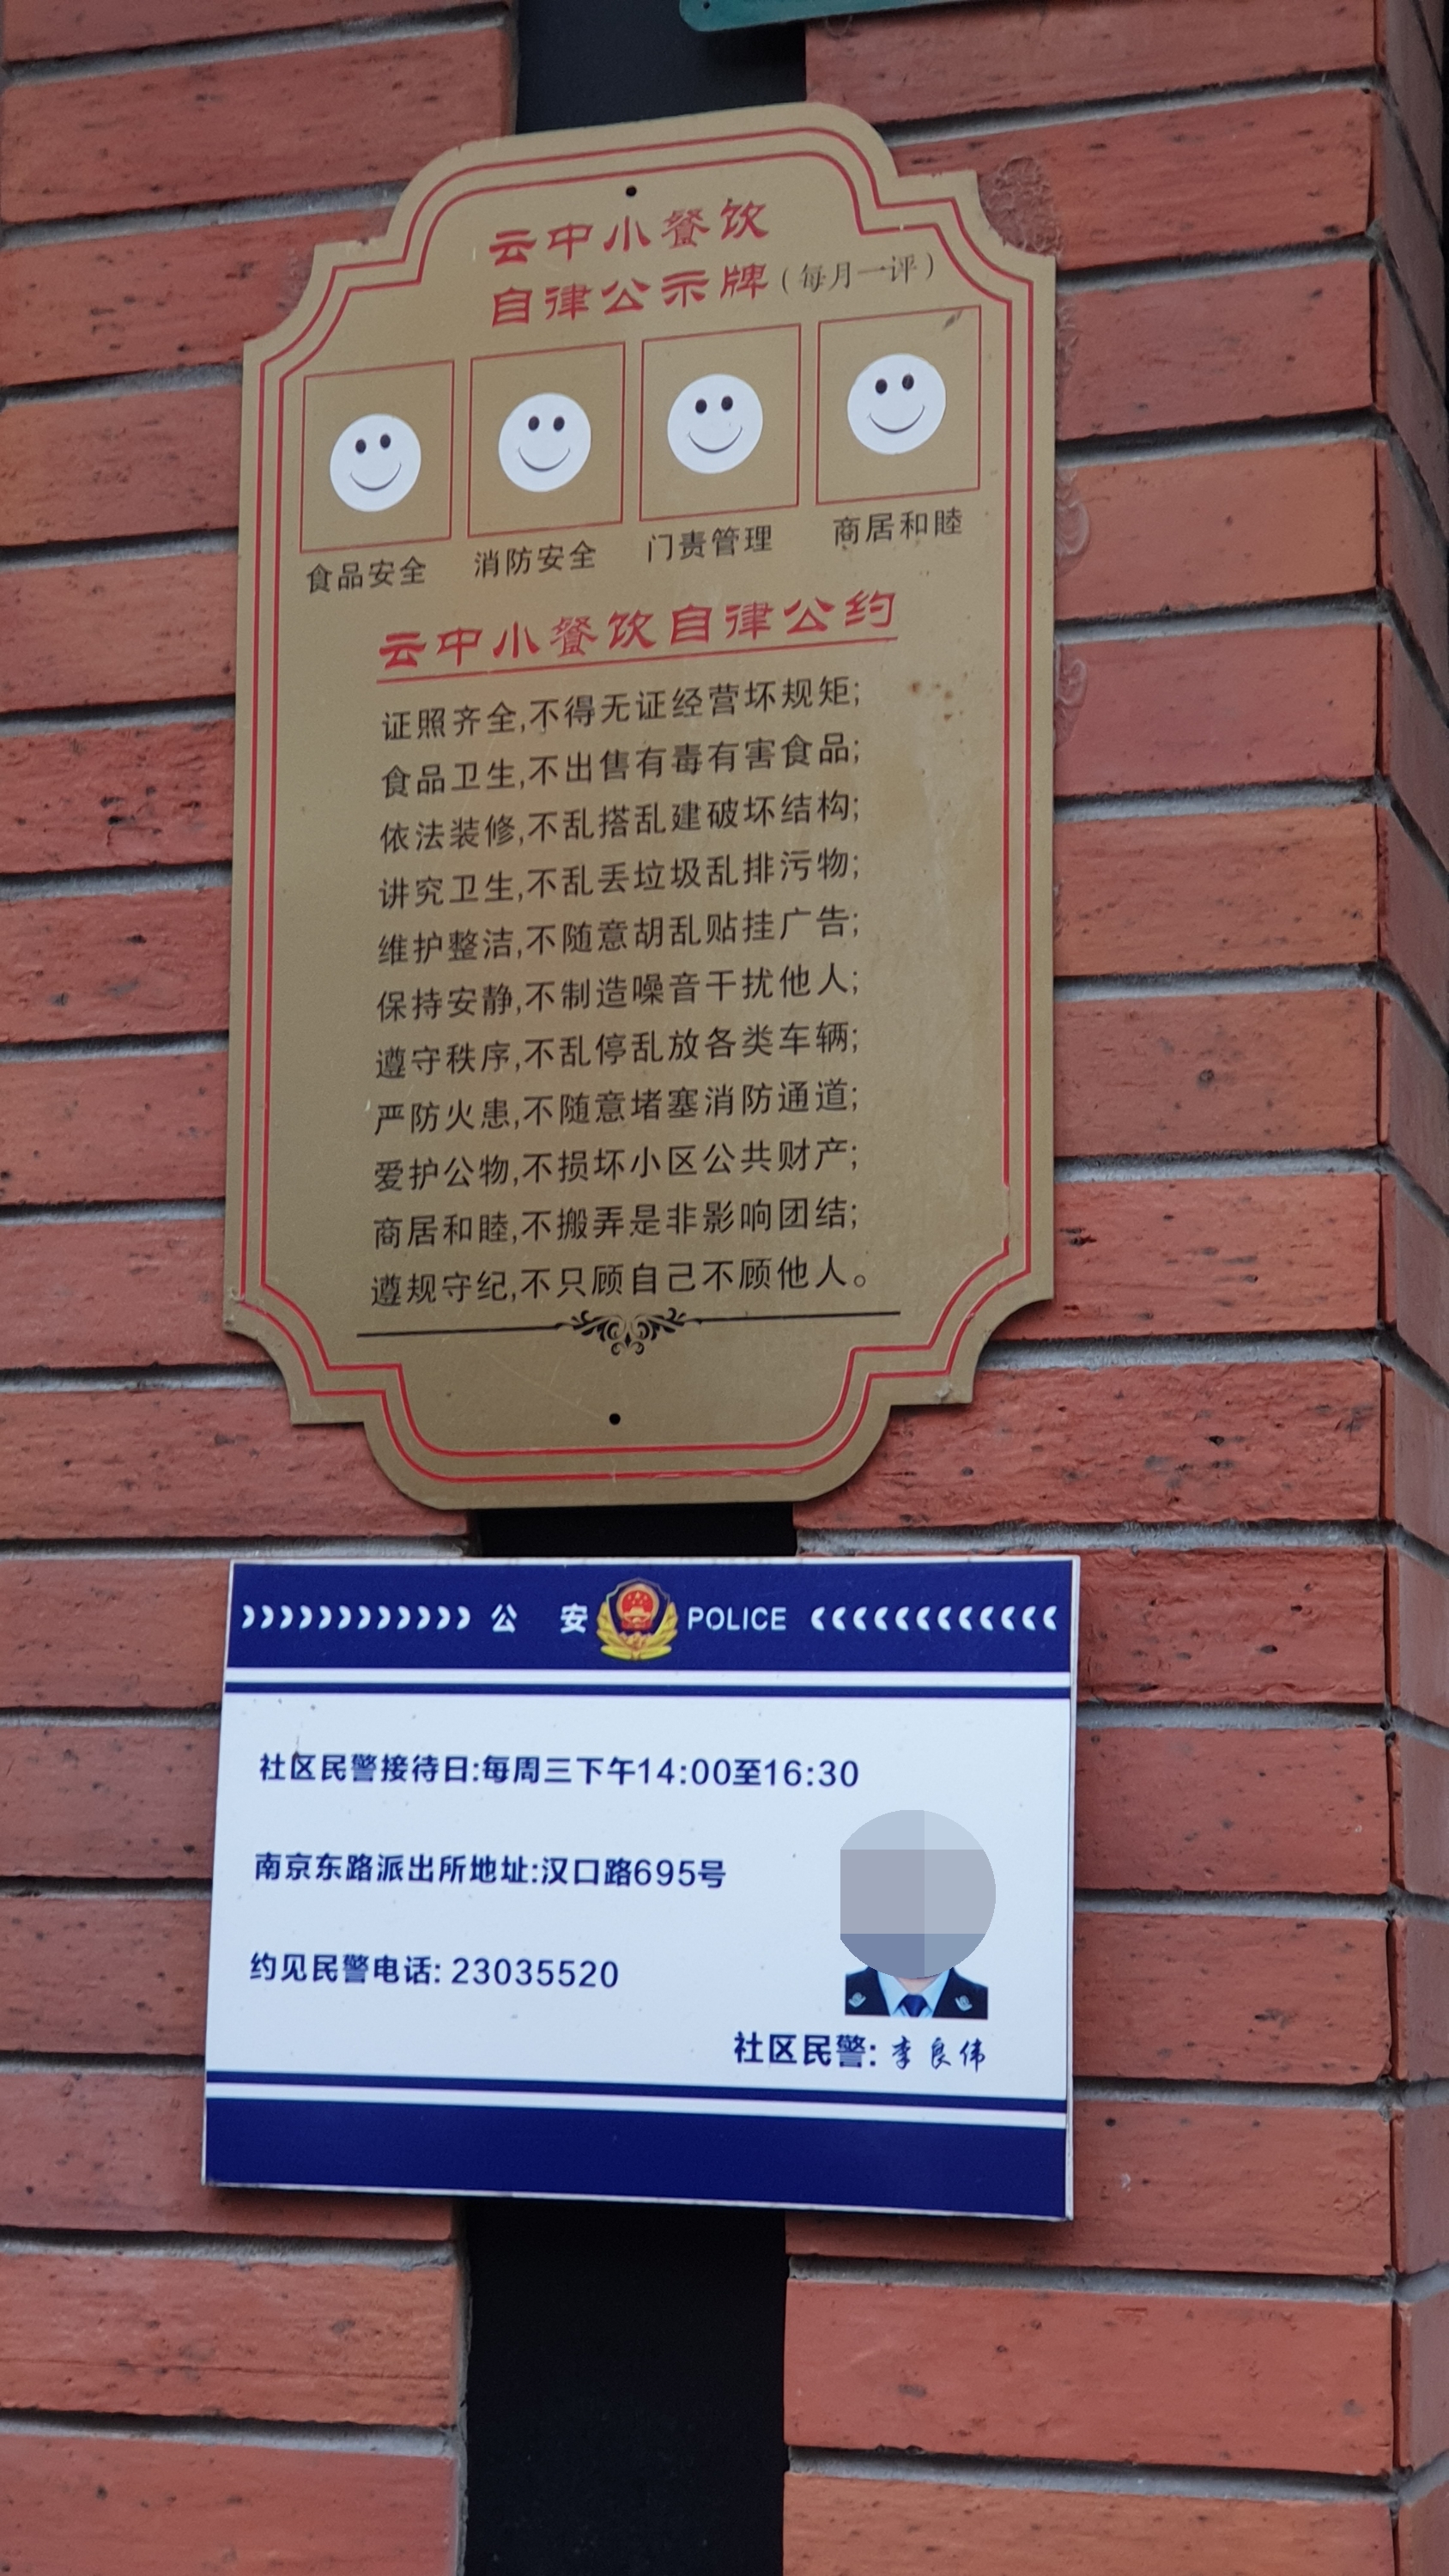 云中小餐饮
自律公示牌(每月一评)
食品安全 消防安全 门责管理 商居和睦
云中小餐饮自律公约
证照齐全,不得无证经营坏规矩;
食品卫生,不出售有毒有害食品;
依法装修,不乱搭乱建破坏结构;
讲究卫生,不乱丢垃圾乱排污物;
维护整洁,不随意胡乱贴挂广告;
保持安静,不制造噪音干扰他人;
遵守秩序,不乱停乱放各类车辆;
严防火患,不随意堵塞消防通道;
爱护公物,不损坏小区公共财产;
商居和睦,不搬弄是非影响团结;
遵规守纪,不只顾自己不顾他人。
公 安 POLICE
社区民警接待日:每周三下午14:00至16:30
南京东路派出所地址:汉口路695号
约见民警电话: 23035520
社区民警: 李良伟